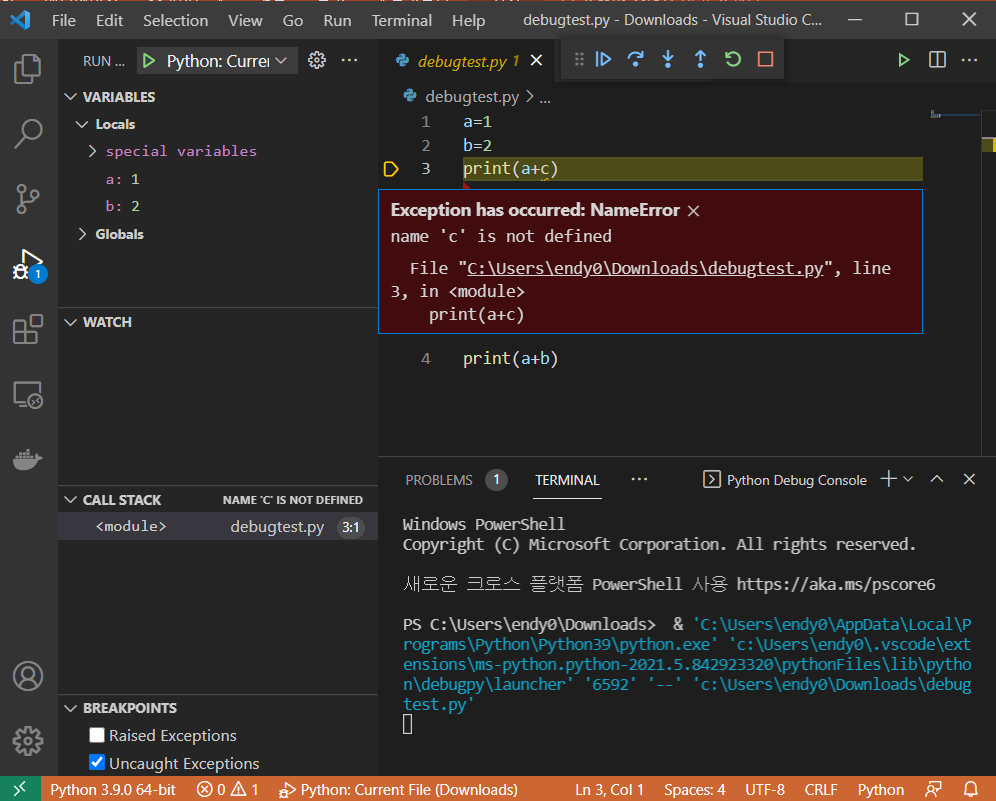 File Edit Selection View Go Run Terminal Help debugtest.py - Downloads - Visual Studio C...
RUN ... Python: Currer ...
VARIABLES
Locals
special variables
a: 1
b: 2
Globals
WATCH
CALL STACK NAME 'C' IS NOT DEFINED
<module> debugtest.py 3:1
BREAKPOINTS
Raised Exceptions
Uncaught Exceptions
debugtest.py 1
debugtest.py > ...
1 a=1
2 b=2
3 print(a+c)
Exception has occurred: NameError
name 'c' is not defined
File "C:\Users\endy0\Downloads\debugtest.py", line
3, in <module>
print(a+c)
4 print(a+b)
PROBLEMS 1 TERMINAL ... Python Debug Console
Windows PowerShell
Copyright (C) Microsoft Corporation. All rights reserved.
새로운 크로스 플랫폼 PowerShell 사용 https://aka.ms/pscore6
PS C:\Users\endy0\Downloads>  & 'C:\Users\endy0\AppData\Local\P
rograms\Python\Python39\python.exe' 'c:\Users\endy0\.vscode\ext
ensions\ms-python.python-2021.5.842923320\pythonFiles\lib\pytho
n\debugpy\launcher' '6592' '--' 'c:\Users\endy0\Downloads\debug
test.py'
1
Python 3.9.0 64-bit 0 1 Python: Current File (Downloads) Ln 3, Col 1 Spaces: 4 UTF-8 CRLF Python